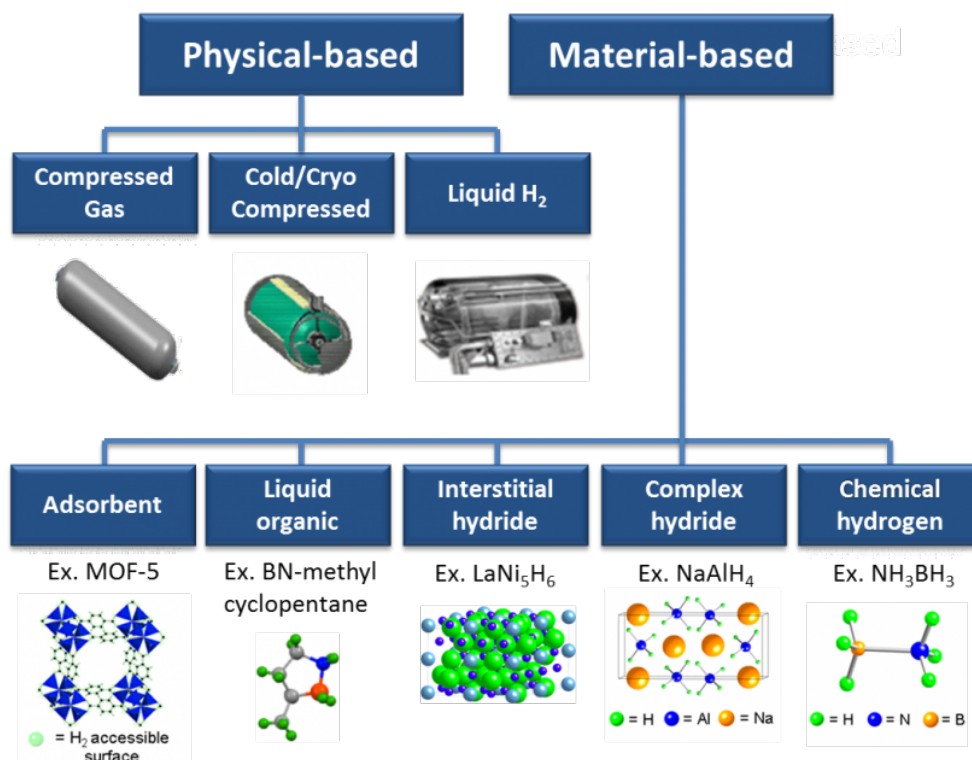 Physical-based
Material-based
Compressed
Gas
Cold/Cryo
Compressed
Liquid H₂
Adsorbent
Liquid
organic
Interstitial
hydride
Complex
hydride
Chemical
hydrogen
Ex. MOF-5
Ex. BN-methyl
cyclopentane
Ex. LaNi₅H₆
Ex. NaAlH₄
Ex. NH₃BH₃
= H₂ accessible
surface
= H = Al = Na
= H = N = B